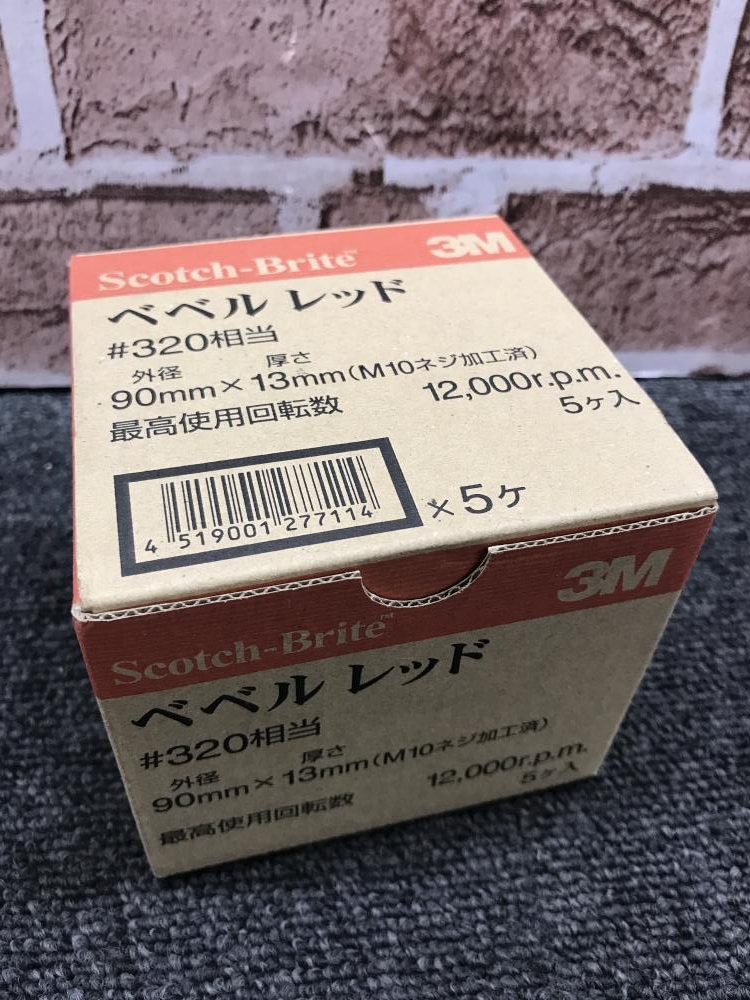 Scotch-Brite™ 3M
ベベル レッド
#320相当
外径 厚さ
90mm×13mm(M10ネジ加工済)
最高使用回転数 12,000r.p.m.
5ヶ入
4 519001 277114 ×5ヶ
Scotch-Brite™ 3M
ベベル レッド
#320相当
外径 厚さ
90mm×13mm(M10ネジ加工済)
最高使用回転数 12,000r.p.m.
5ヶ入